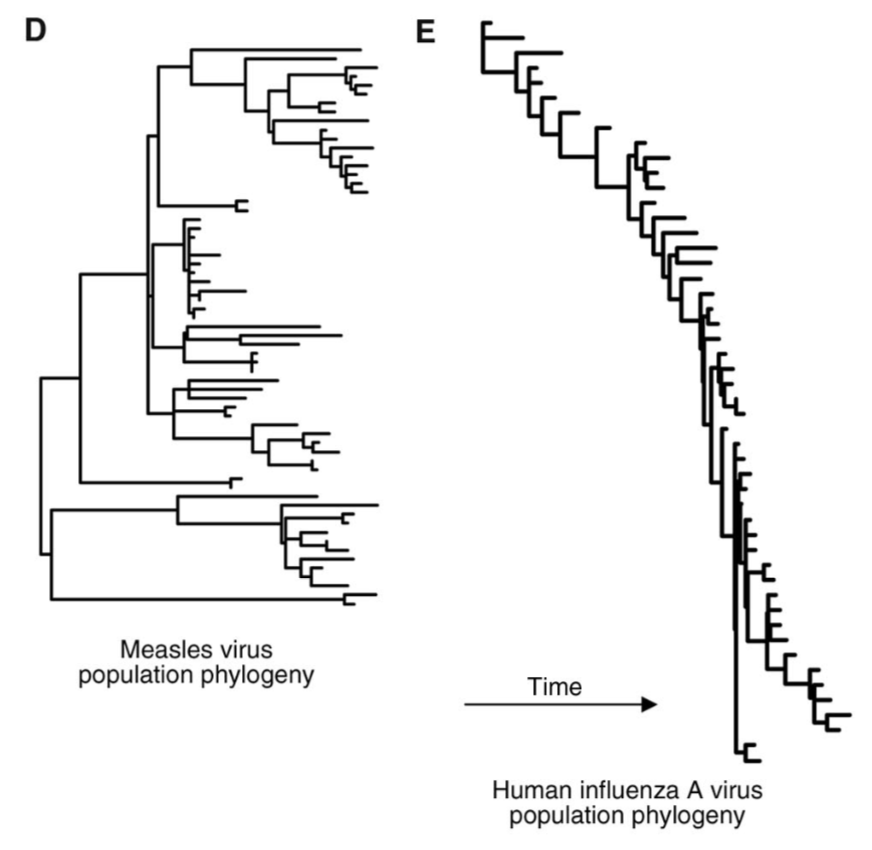 D
E
Measles virus
population phylogeny
Time
Human influenza A virus
population phylogeny